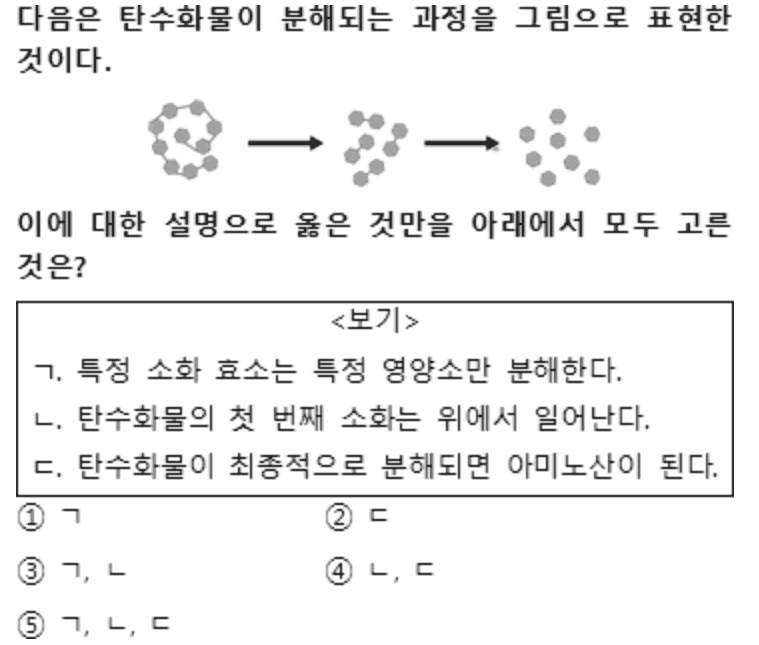 다음은 탄수화물이 분해되는 과정을 그림으로 표현한
것이다.
이에 대한 설명으로 옳은 것만을 아래에서 모두 고른
것은?
<보기>
ㄱ. 특정 소화 효소는 특정 영양소만 분해한다.
ㄴ. 탄수화물의 첫 번째 소화는 위에서 일어난다.
ㄷ. 탄수화물이 최종적으로 분해되면 아미노산이 된다.
① ㄱ ② ㄷ
③ ㄱ, ㄴ ④ ㄴ, ㄷ
⑤ ㄱ, ㄴ, ㄷ